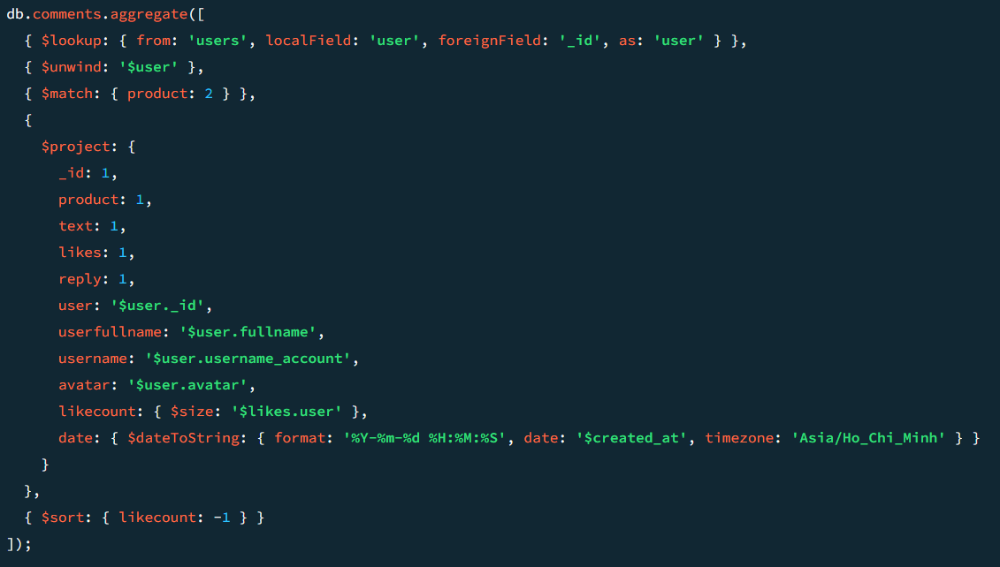 db.comments.aggregate([
  { $lookup: { from: 'users', localField: 'user', foreignField: '_id', as: 'user' } },
  { $unwind: '$user' },
  { $match: { product: 2 } },
  {
    $project: {
      _id: 1,
      product: 1,
      text: 1,
      likes: 1,
      reply: 1,
      user: '$user._id',
      userfullname: '$user.fullname',
      username: '$user.username_account',
      avatar: '$user.avatar',
      likecount: { $size: '$likes.user' },
      date: { $dateToString: { format: '%Y-%m-%d %H:%M:%S', date: '$created_at', timezone: 'Asia/Ho_Chi_Minh' } }
    }
  },
  { $sort: { likecount: -1 } }
]);